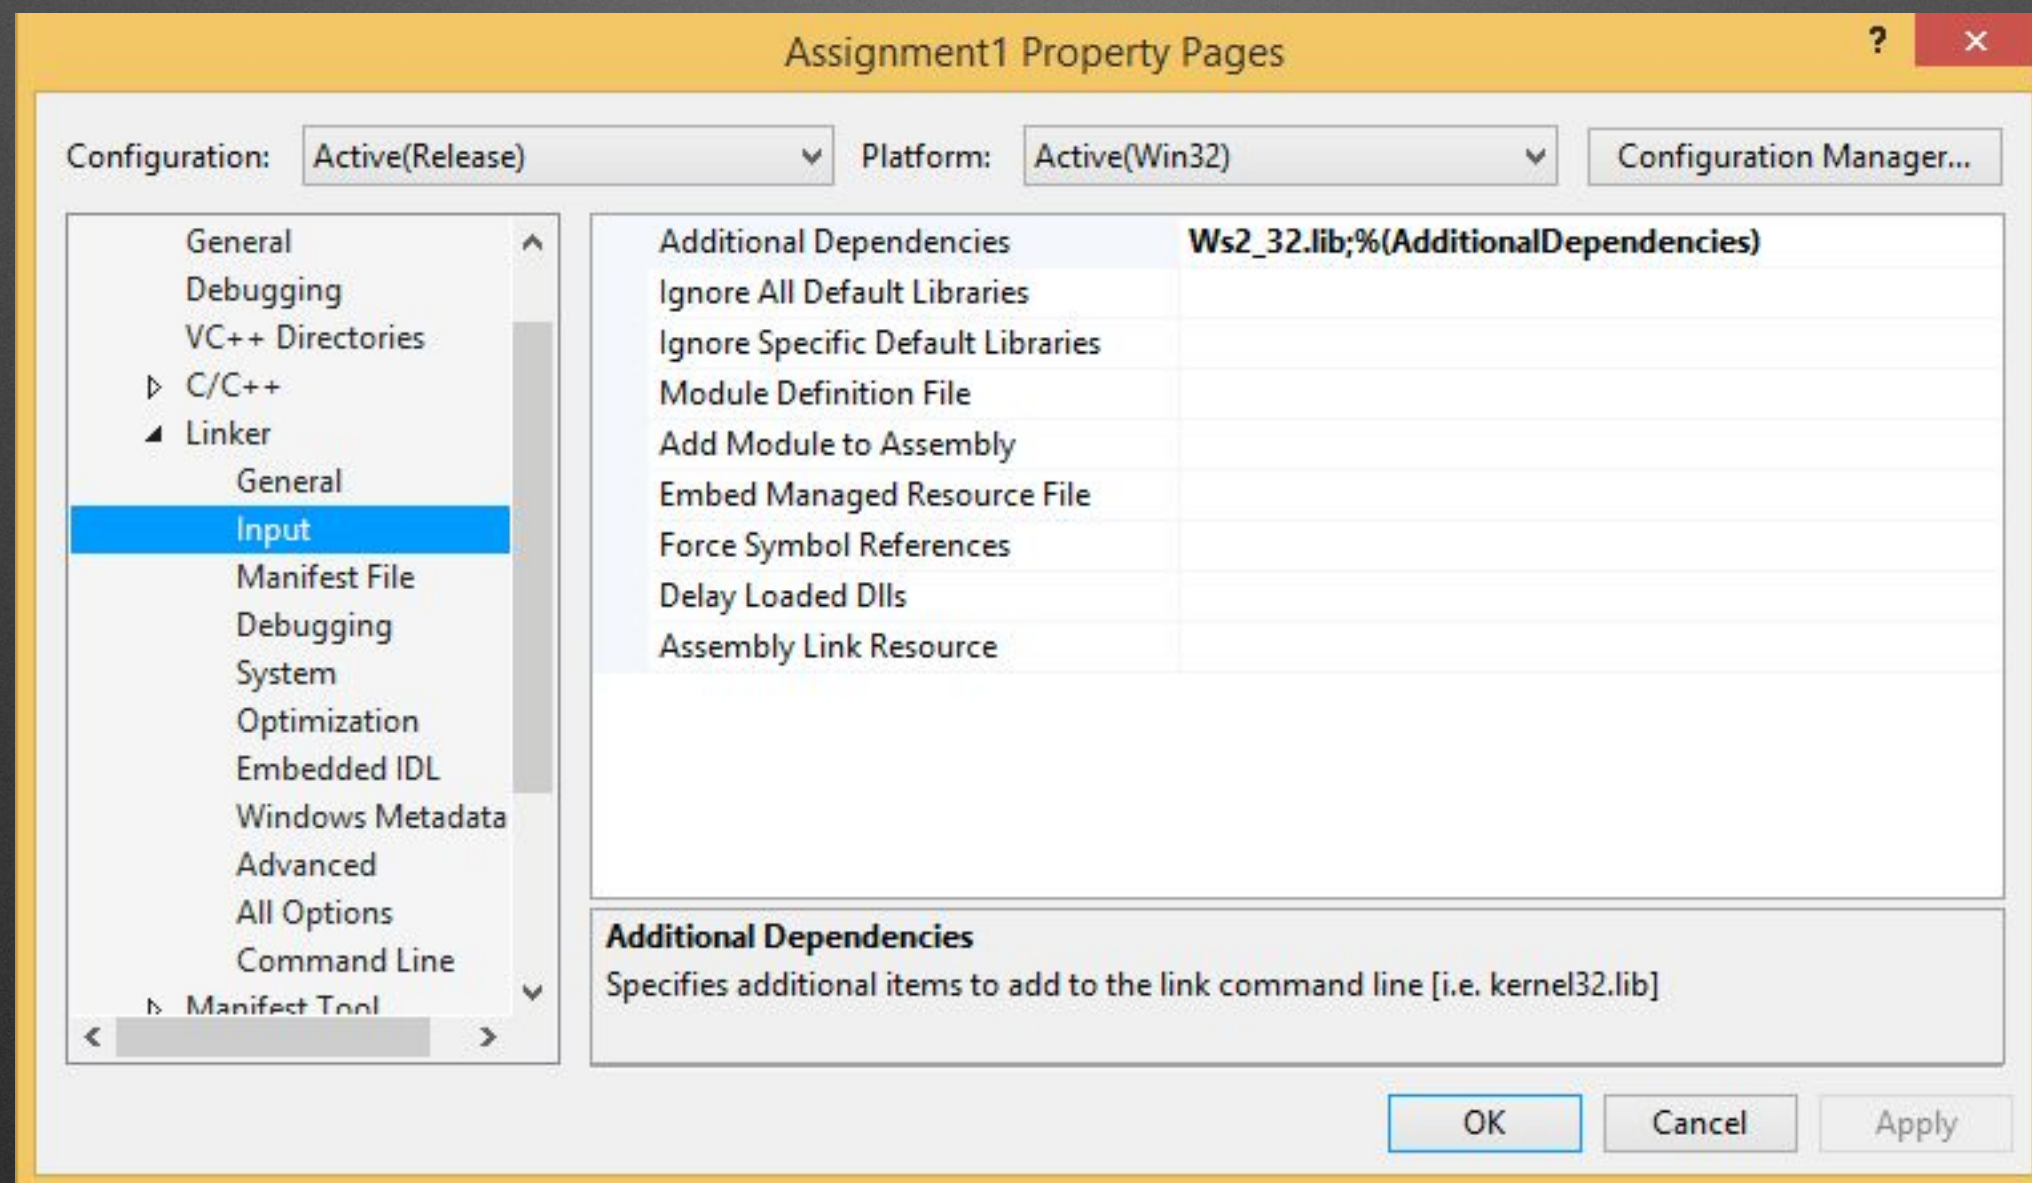 Assignment1 Property Pages
?
Configuration: Active(Release) Platform: Active(Win32) Configuration Manager...
General
Debugging
VC++ Directories
C/C++
Linker
General
Input
Manifest File
Debugging
System
Optimization
Embedded IDL
Windows Metadata
Advanced
All Options
Command Line
Manifest Tool
Additional Dependencies Ws2_32.lib;%(AdditionalDependencies)
Ignore All Default Libraries
Ignore Specific Default Libraries
Module Definition File
Add Module to Assembly
Embed Managed Resource File
Force Symbol References
Delay Loaded Dlls
Assembly Link Resource
Additional Dependencies
Specifies additional items to add to the link command line [i.e. kernel32.lib]
OK Cancel Apply